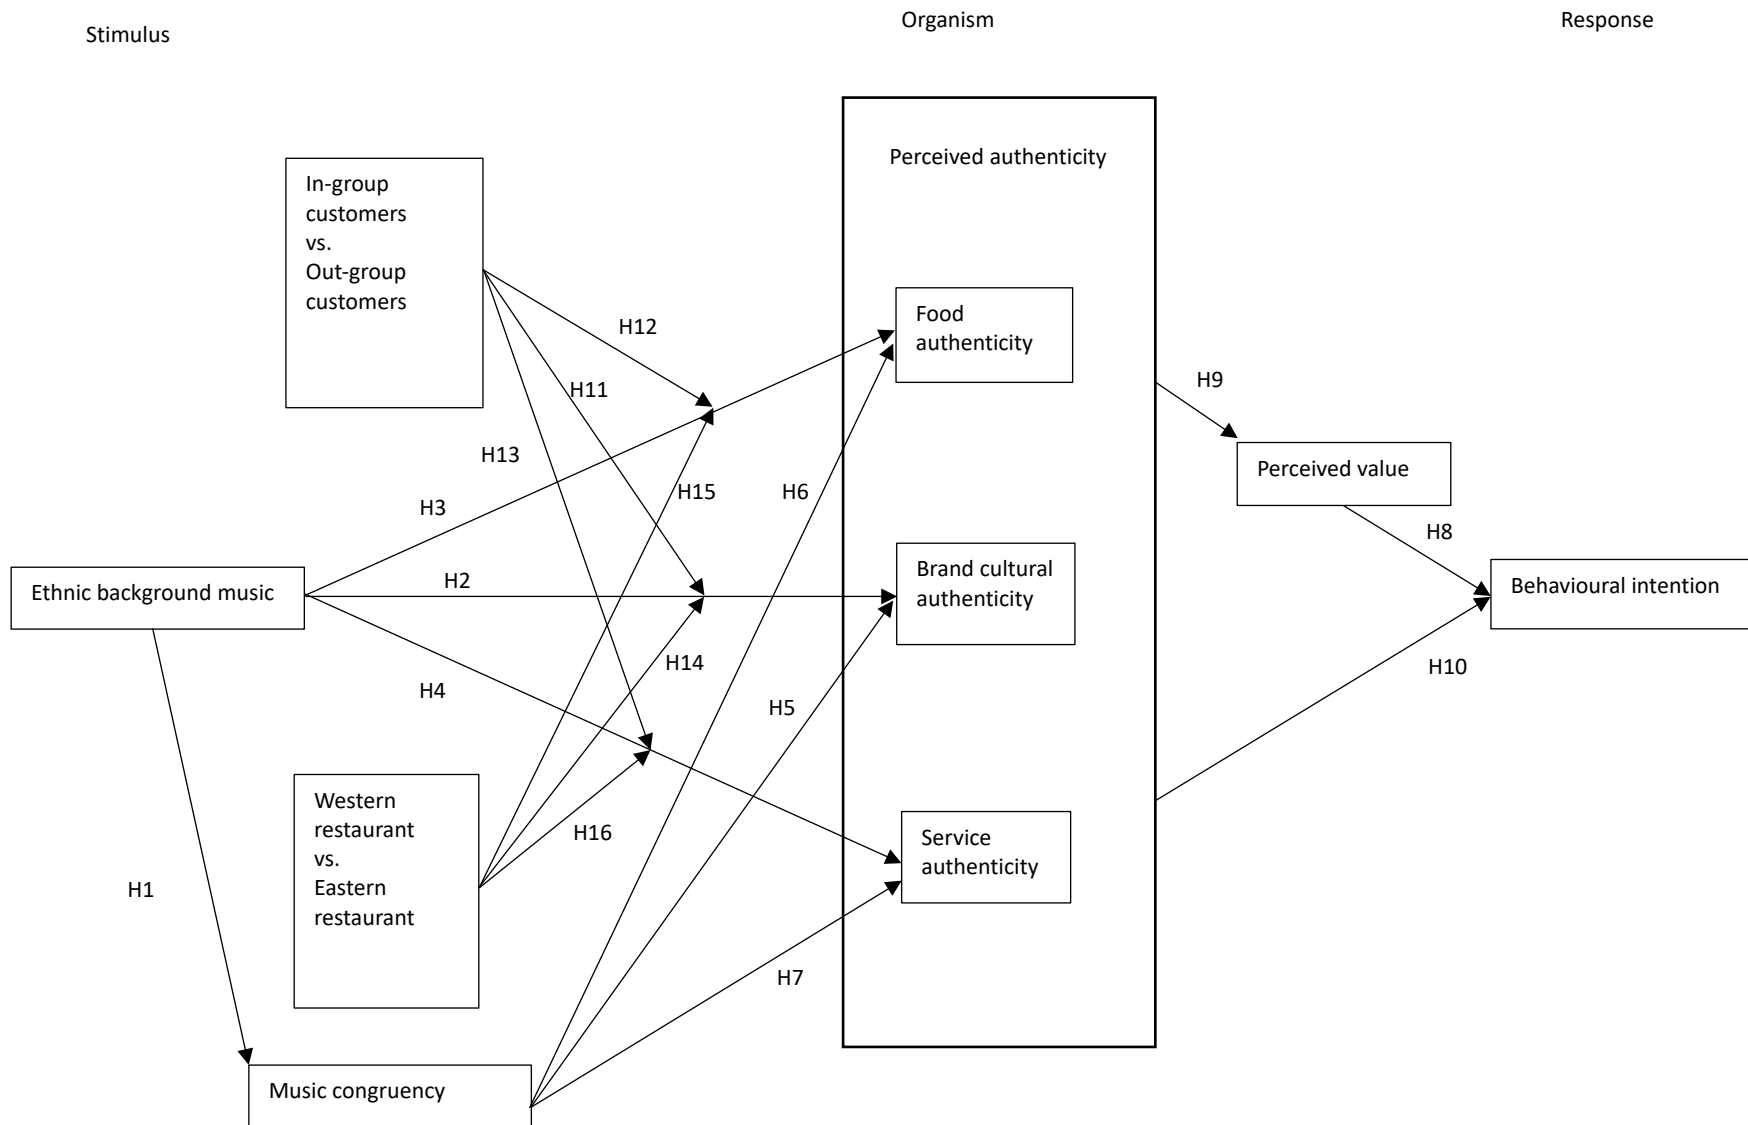 Stimulus
Organism
Response
Perceived authenticity
In-group
customers
vs.
Out-group
customers
H12
Food
authenticity
H11
H9
H13
Perceived value
H15
H6
H3
H8
H2
Ethnic background music
Brand cultural
authenticity
Behavioural intention
H14
H10
H4
H5
Western
restaurant
vs.
Eastern
restaurant
H16
Service
authenticity
H1
H7
Music congruency